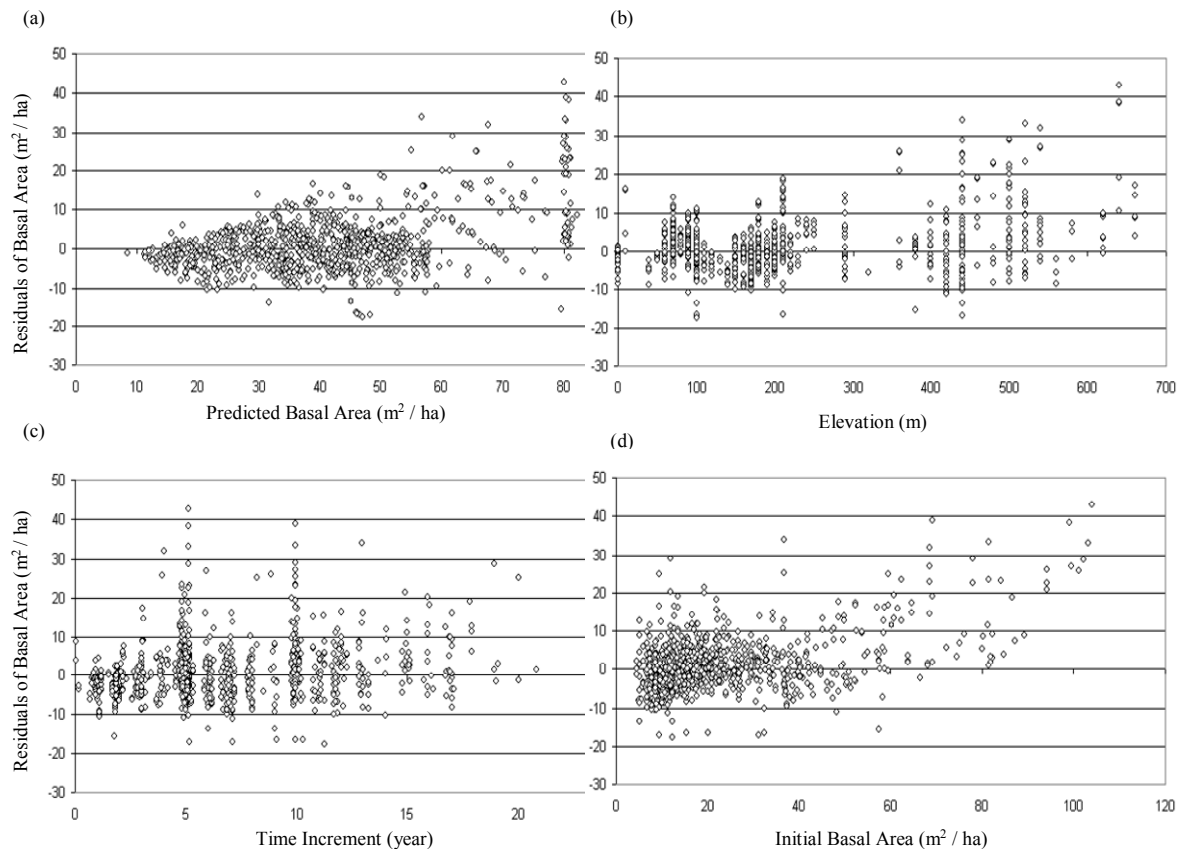 (a)
(b)
50
40
30
20
10
0
-10
-20
-30
Residuals of Basal Area (m² / ha)
0 10 20 30 40 50 60 70 80
Predicted Basal Area (m² / ha)
50
40
30
20
10
0
-10
-20
-30
0 100 200 300 400 500 600 700
Elevation (m)
(c)
(d)
50
40
30
20
10
0
-10
-20
-30
Residuals of Basal Area (m² / ha)
0 5 10 15 20
Time Increment (year)
50
40
30
20
10
0
-10
-20
-30
0 20 40 60 80 100 120
Initial Basal Area (m² / ha)